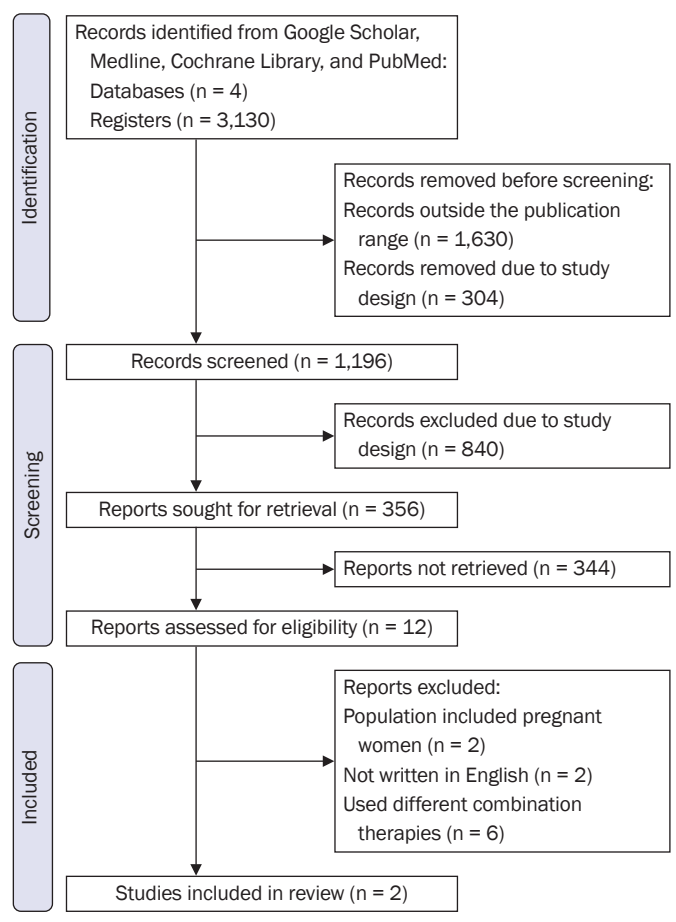 Identification
Records identified from Google Scholar,
Medline, Cochrane Library, and PubMed:
Databases (n = 4)
Registers (n = 3,130)
Records removed before screening:
Records outside the publication
range (n = 1,630)
Records removed due to study
design (n = 304)
Screening
Records screened (n = 1,196)
Records excluded due to study
design (n = 840)
Reports sought for retrieval (n = 356)
Reports not retrieved (n = 344)
Reports assessed for eligibility (n = 12)
Included
Reports excluded:
Population included pregnant
women (n = 2)
Not written in English (n = 2)
Used different combination
therapies (n = 6)
Studies included in review (n = 2)